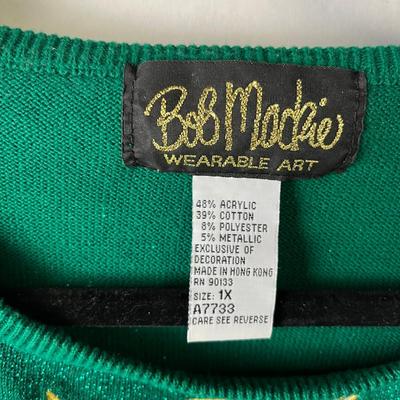 Bob Mackie
WEARABLE ART
48% ACRYLIC
39% COTTON
8% POLYESTER
5% METALLIC
EXCLUSIVE OF
DECORATION
MADE IN HONG KONG
RN 90133
SIZE: 1X
A7733
CARE SEE REVERSE